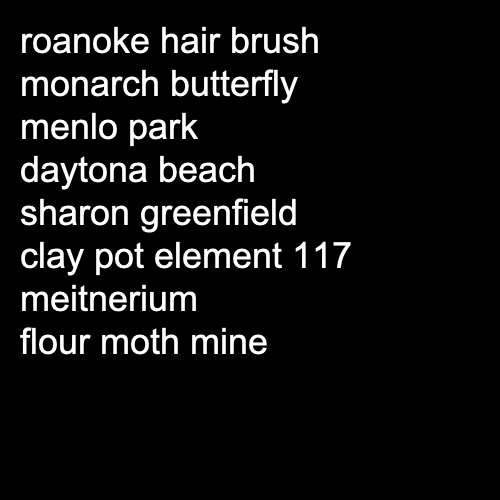 roanoke hair brush
monarch butterfly
menlo park
daytona beach
sharon greenfield
clay pot element 117
meitnerium
flour moth mine